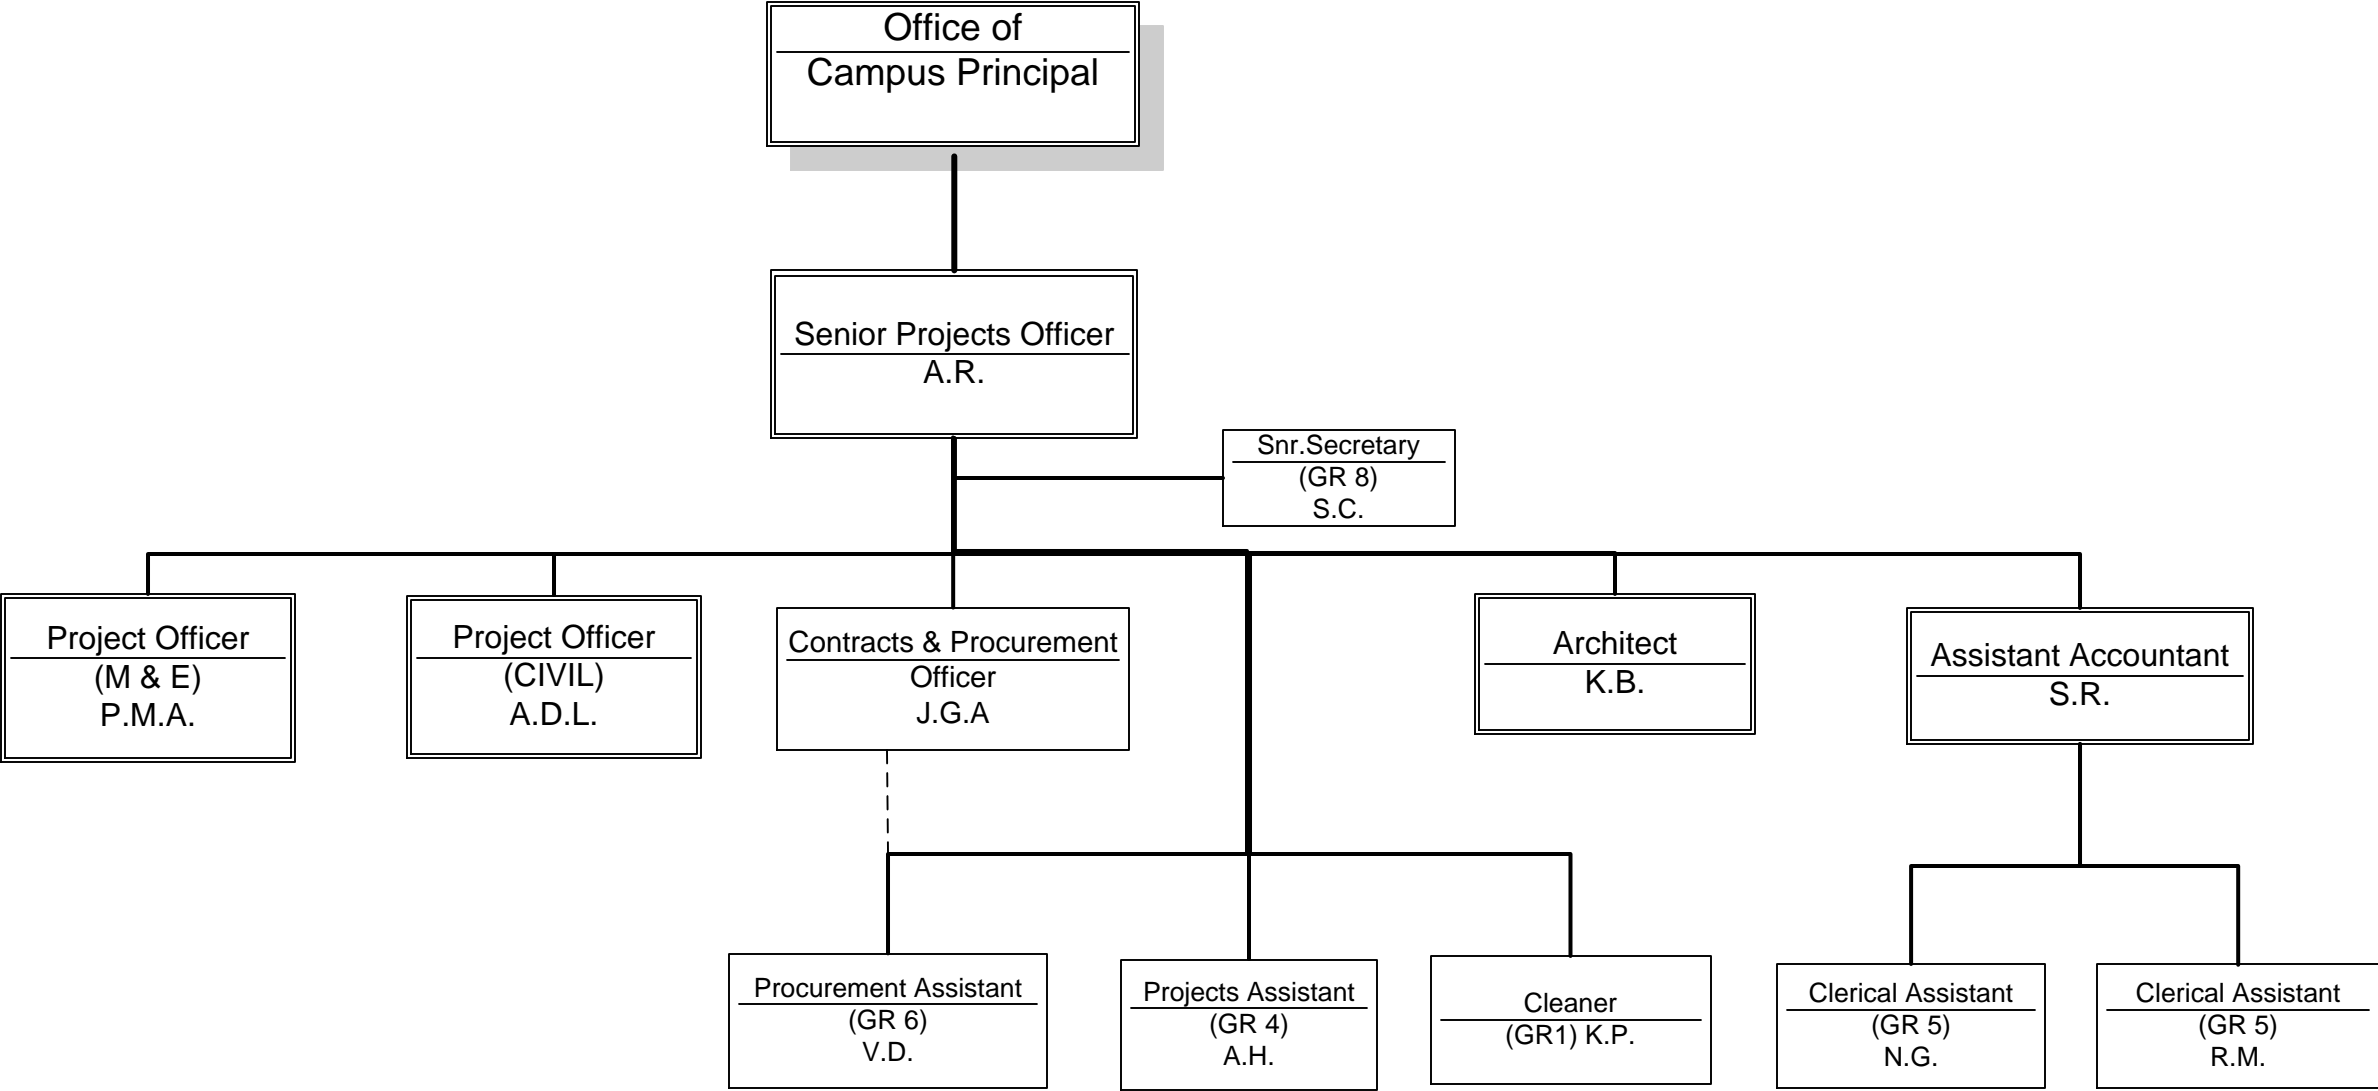 Office of
Campus Principal
Senior Projects Officer
A.R.
Snr.Secretary
(GR 8)
S.C.
Project Officer
(M & E)
P.M.A.
Project Officer
(CIVIL)
A.D.L.
Contracts & Procurement
Officer
J.G.A
Architect
K.B.
Assistant Accountant
S.R.
Procurement Assistant
(GR 6)
V.D.
Projects Assistant
(GR 4)
A.H.
Cleaner
(GR1) K.P.
Clerical Assistant
(GR 5)
N.G.
Clerical Assistant
(GR 5)
R.M.